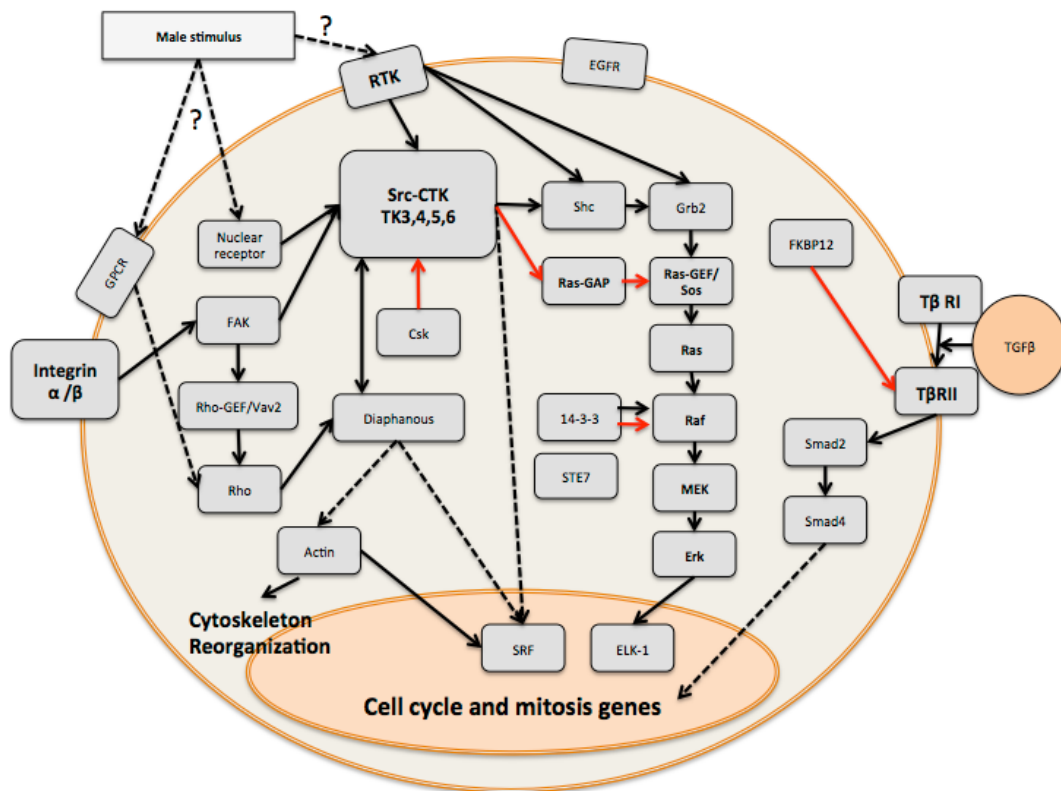 Male stimulus
?
?
RTK
EGFR
Src-CTK
TK3,4,5,6
Shc
Grb2
Nuclear
receptor
FKBP12
GPCR
Ras-GAP
Ras-GEF/
Sos
Tβ RI
FAK
Csk
TGFβ
Integrin
α /β
Ras
TβRII
Rho-GEF/Vav2
Diaphanous
14-3-3
Raf
Smad2
STE7
Rho
MEK
Smad4
Actin
Erk
Cytoskeleton
Reorganization
SRF
ELK-1
Cell cycle and mitosis genes